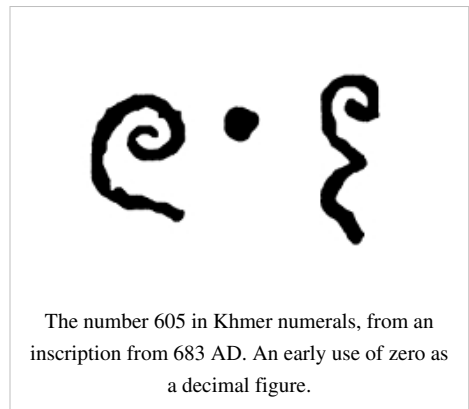 The number 605 in Khmer numerals, from an
inscription from 683 AD. An early use of zero as
a decimal figure.